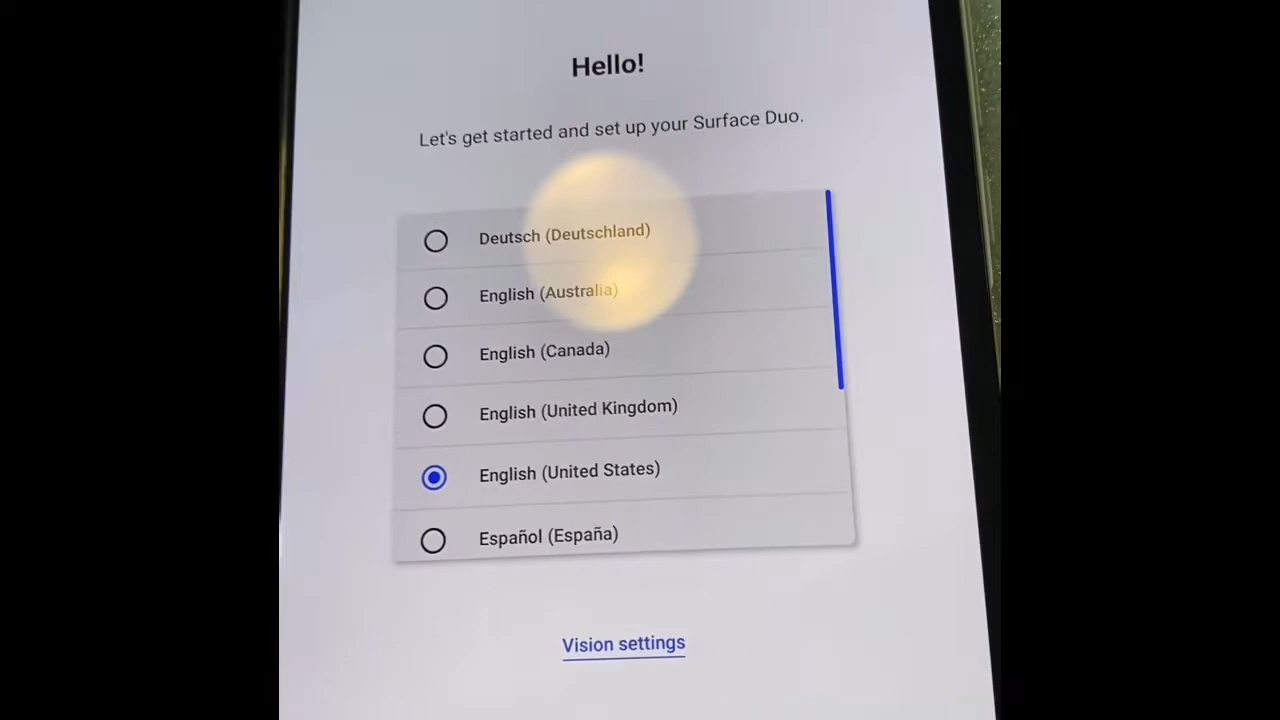 Hello!
Let's get started and set up your Surface Duo.
Deutsch (Deutschland)
English (Australia)
English (Canada)
English (United Kingdom)
English (United States)
Español (España)
Vision settings